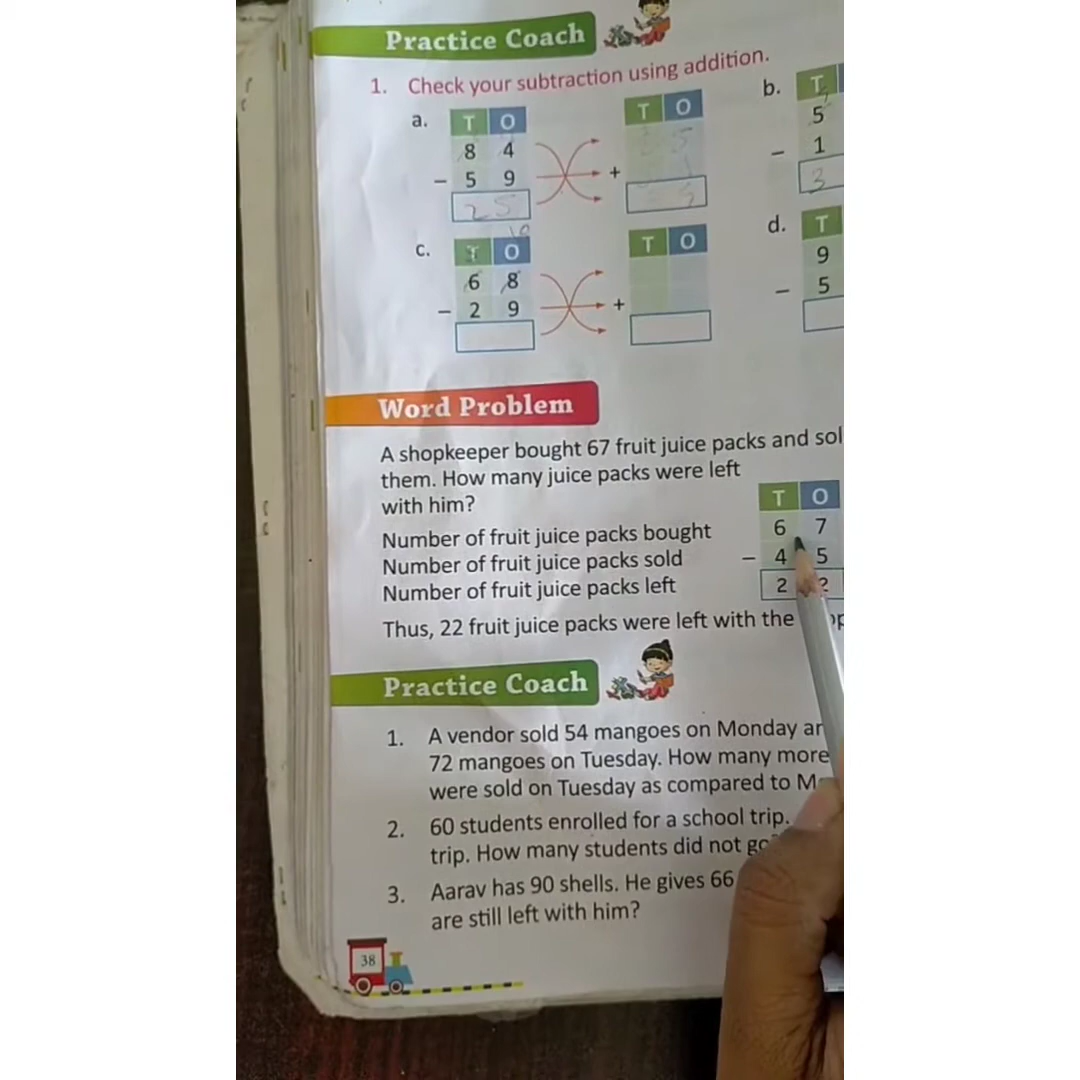 Practice Coach
1. Check your subtraction using addition.
a. T O T O
8 4
- 5 9 +
2 5
b. T
5
- 1
3
c. T O T O
10
6 8
- 2 9 +
d. T
9
- 5
Word Problem
A shopkeeper bought 67 fruit juice packs and sol
them. How many juice packs were left
with him?
T O
Number of fruit juice packs bought 6 7
Number of fruit juice packs sold - 4 5
Number of fruit juice packs left 2 2
Thus, 22 fruit juice packs were left with the
Practice Coach
1. A vendor sold 54 mangoes on Monday an
72 mangoes on Tuesday. How many more
were sold on Tuesday as compared to M
2. 60 students enrolled for a school trip.
trip. How many students did not go
3. Aarav has 90 shells. He gives 66
are still left with him?
38